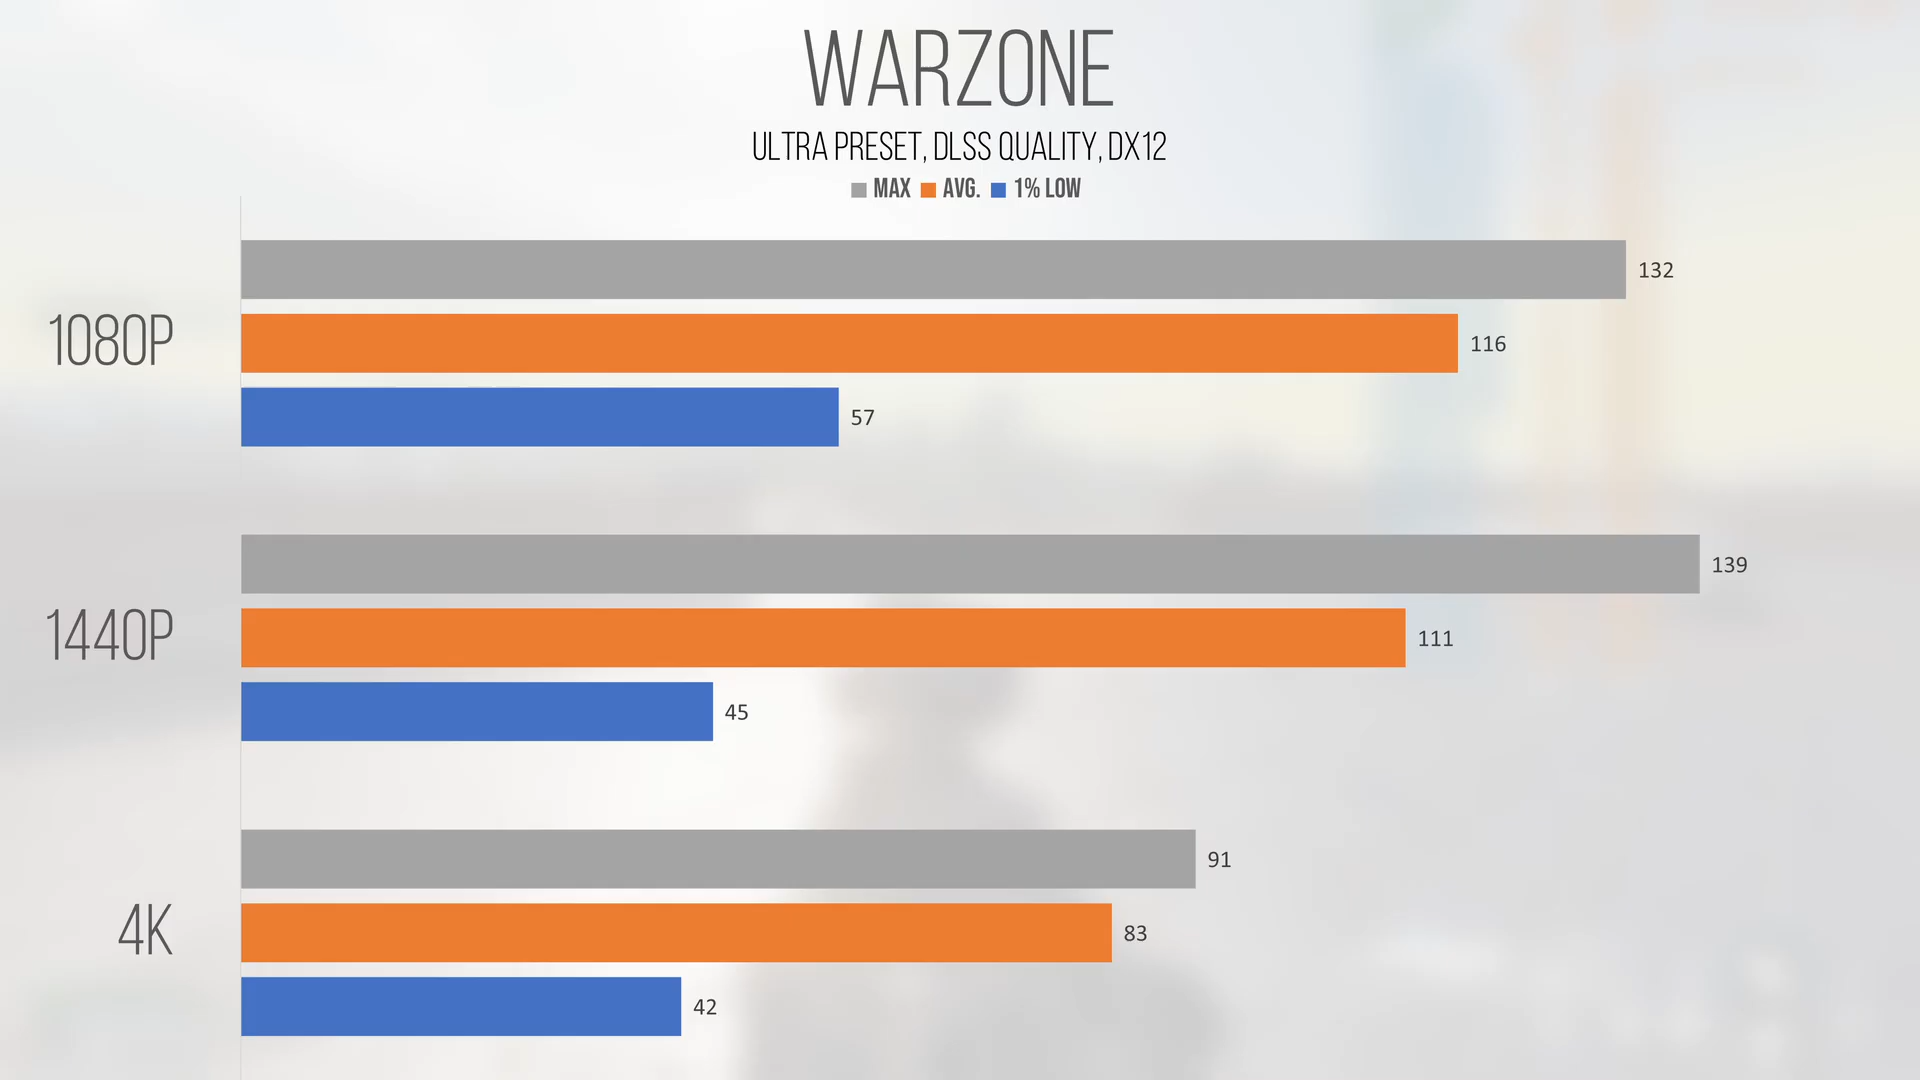 WARZONE
ULTRA PRESET, DLSS QUALITY, DX12
MAX AVG. 1% LOW
132
1080P 116
57
139
1440P 111
45
91
4K 83
42